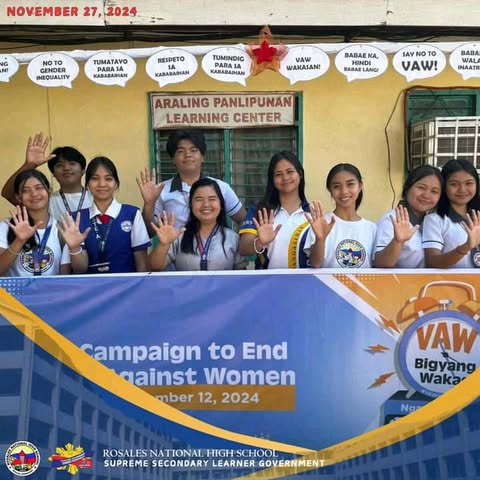 NOVEMBER 27, 2024
NO TO
GENDER
INEQUALITY
TUMATAYO
PARA SA
KABABAIHAN
RESPETO
SA
KABABAIHAN
TUMINDIG
PARA SA
KABABAIHAN
VAW
WAKASAN!
BABAE KA,
HINDI
BABAE LANG!
SAY NO TO
VAW!
ARALING PANLIPUNAN
LEARNING CENTER
Campaign to End
Against Women
12, 2024
VAW
Bigyang
ROSALES NATIONAL HIGH SCHOOL
SUPREME SECONDARY LEARNER GOVERNMENT